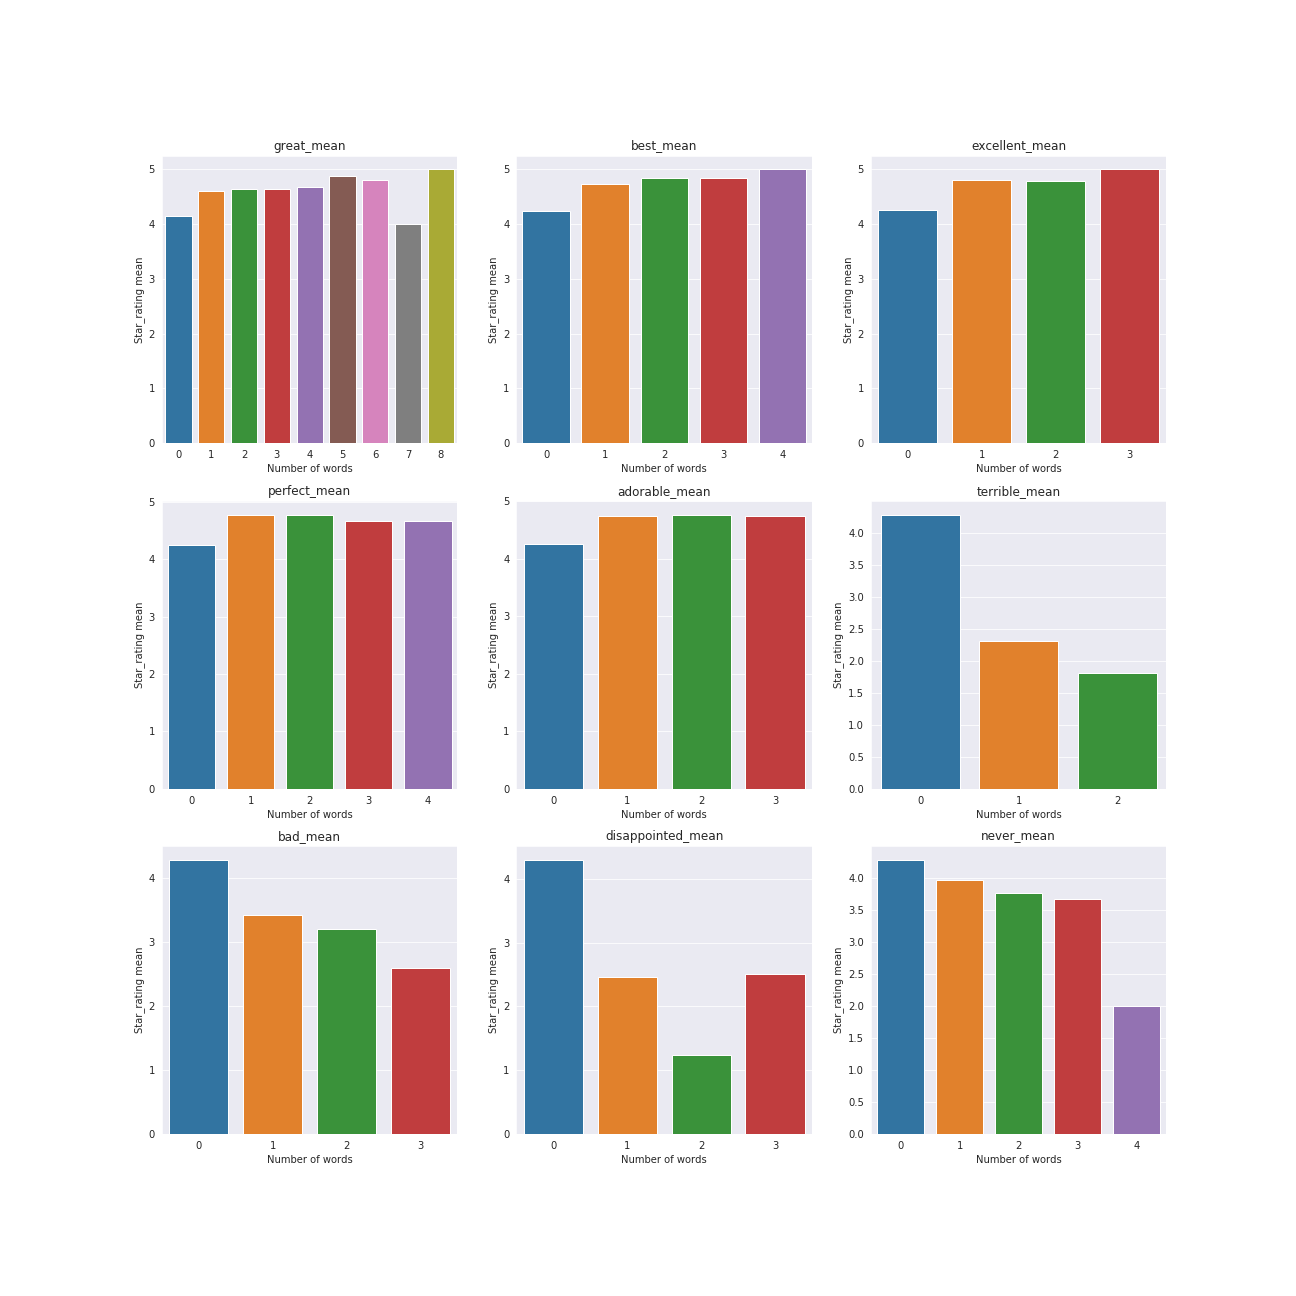 great_mean
5
4
3
2
1
0
Star_rating mean
0 1 2 3 4 5 6 7 8
Number of words
best_mean
5
4
3
2
1
0
Star_rating mean
0 1 2 3 4
Number of words
excellent_mean
5
4
3
2
1
0
Star_rating mean
0 1 2 3
Number of words
perfect_mean
5
4
3
2
1
0
Star_rating mean
0 1 2 3 4
Number of words
adorable_mean
5
4
3
2
1
0
Star_rating mean
0 1 2 3
Number of words
terrible_mean
4.0
3.5
3.0
2.5
2.0
1.5
1.0
0.5
0.0
Star_rating mean
0 1 2
Number of words
bad_mean
4
3
2
1
0
Star_rating mean
0 1 2 3
Number of words
disappointed_mean
4
3
2
1
0
Star_rating mean
0 1 2 3
Number of words
never_mean
4.0
3.5
3.0
2.5
2.0
1.5
1.0
0.5
0.0
Star_rating mean
0 1 2 3 4
Number of words